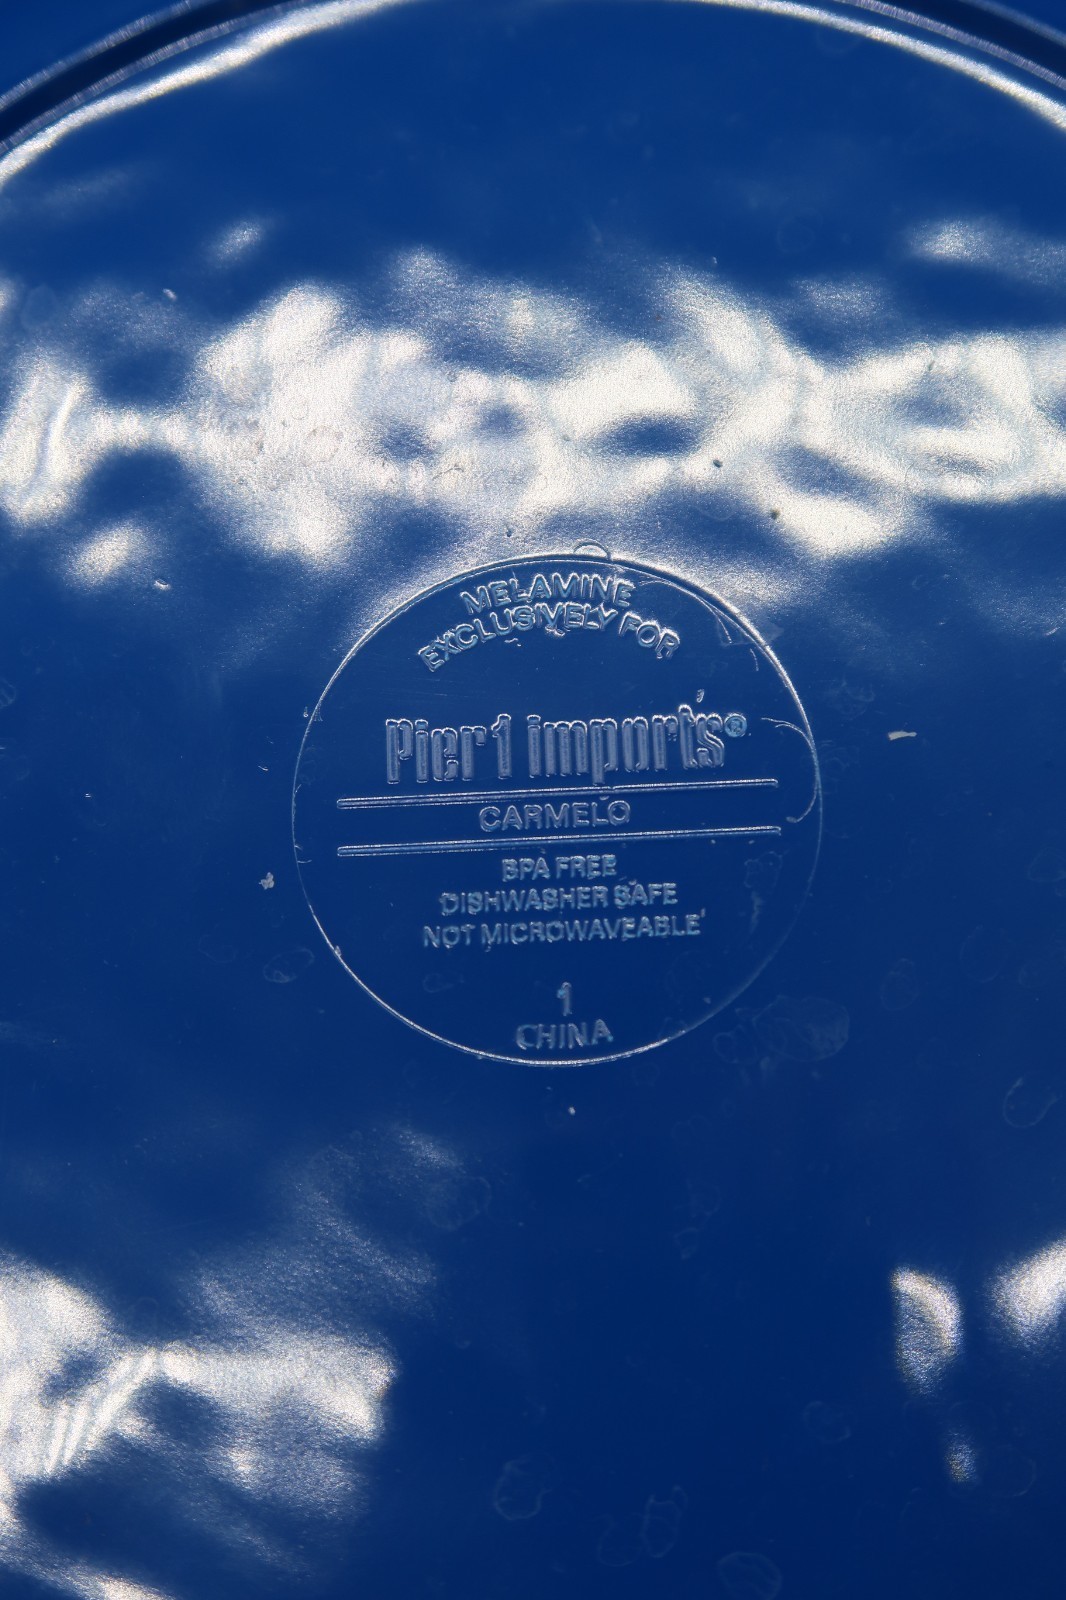 MELAMINE
EXCLUSIVELY FOR
Pier 1 imports®
CARMELO
BPA FREE
DISHWASHER SAFE
NOT MICROWAVEABLE
1
CHINA